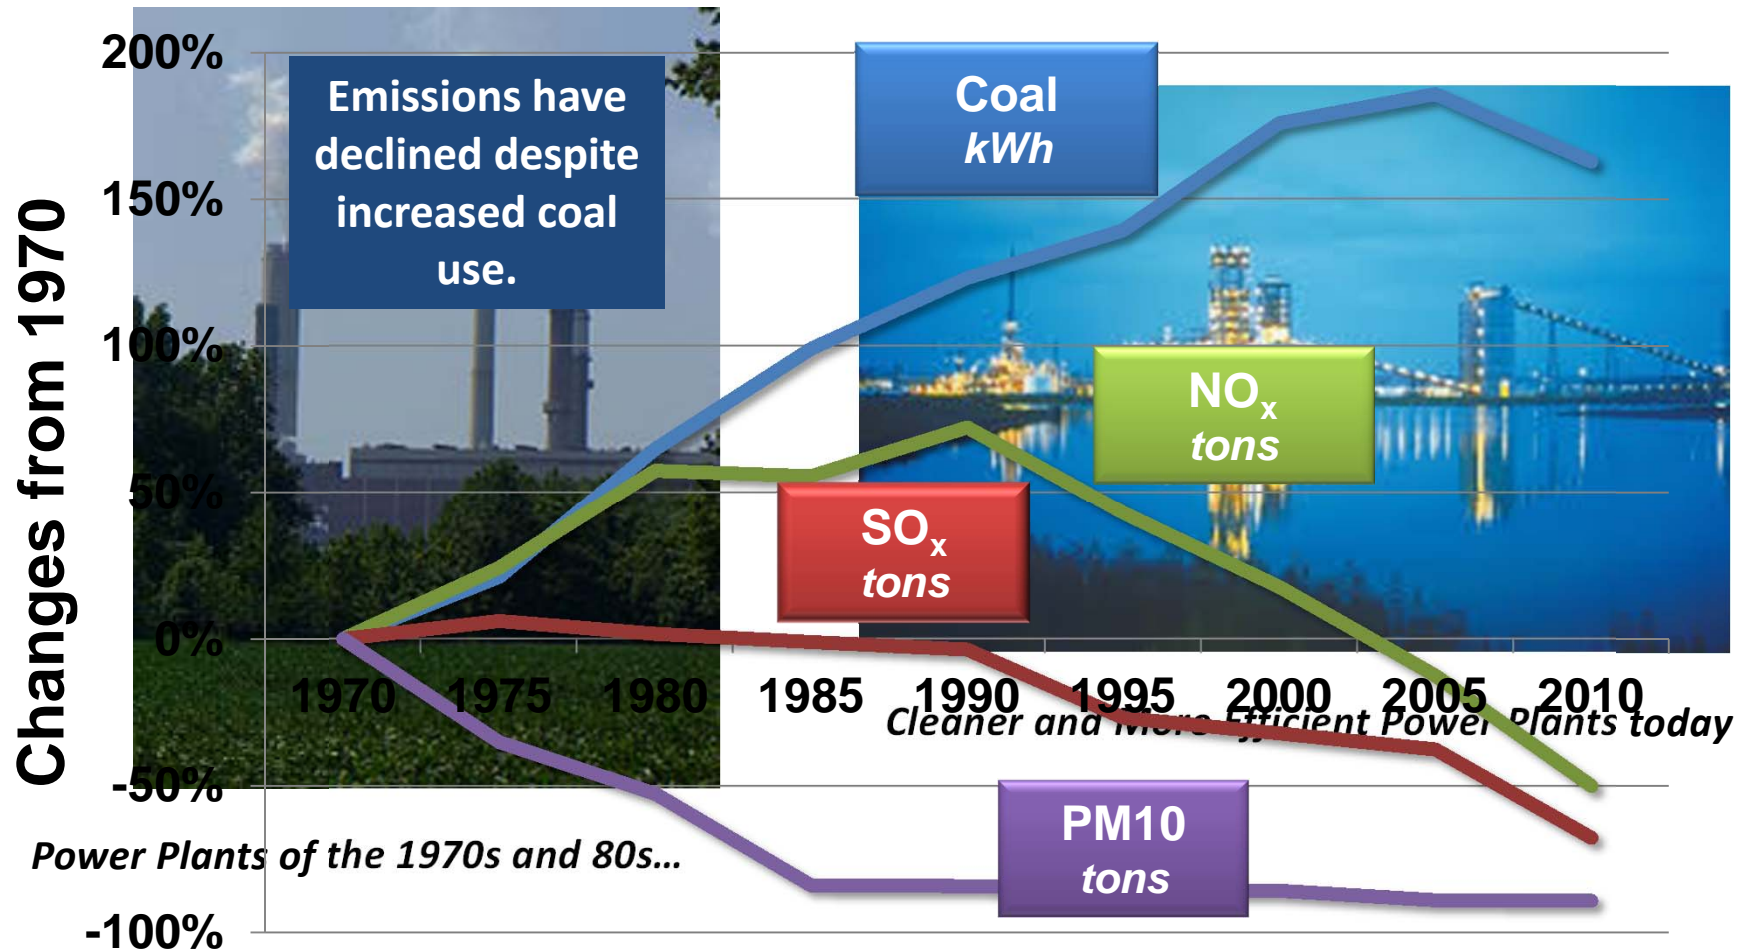 200%
150%
100%
50%
0%
-50%
-100%
Changes from 1970
Emissions have
declined despite
increased coal
use.
Coal
kWh
NOx
tons
SOx
tons
1970 1975 1980 1985 1990 1995 2000 2005 2010
Cleaner and More Efficient Power Plants today
PM10
tons
Power Plants of the 1970s and 80s…